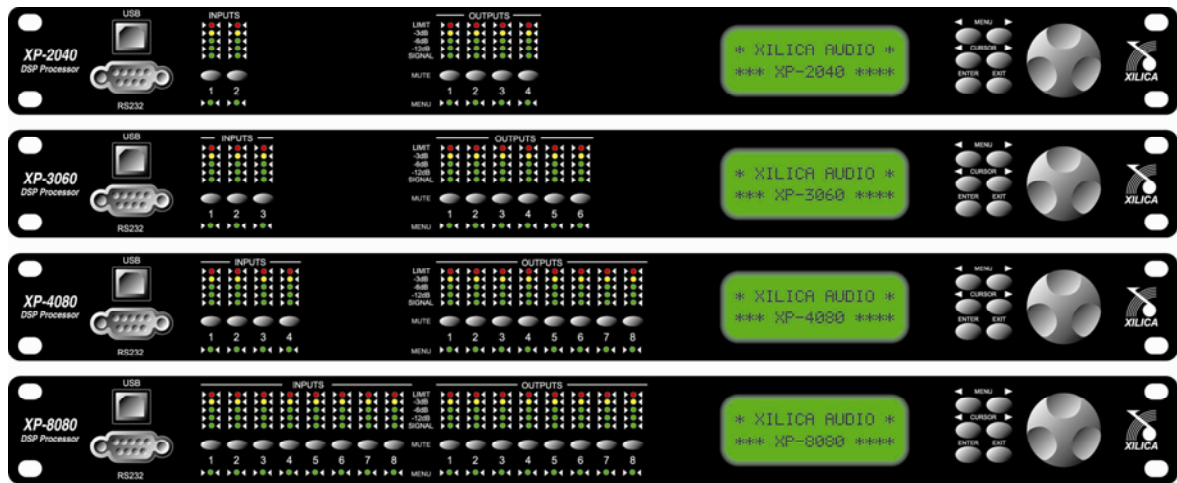 USB
INPUTS
OUTPUTS
LIMIT
-3dB
-6dB
-12dB
SIGNAL
XP-2040
DSP Processor
MUTE
1 2
1 2 3 4
RS232
MENU
* XILICA AUDIO *
*** XP-2040 ****
MENU
CURSOR
ENTER EXIT
XILICA
USB
INPUTS
OUTPUTS
LIMIT
-3dB
-6dB
-12dB
SIGNAL
XP-3060
DSP Processor
MUTE
1 2 3
1 2 3 4 5 6
RS232
MENU
* XILICA AUDIO *
*** XP-3060 ****
MENU
CURSOR
ENTER EXIT
XILICA
USB
INPUTS
OUTPUTS
LIMIT
-3dB
-6dB
-12dB
SIGNAL
XP-4080
DSP Processor
MUTE
1 2 3 4
1 2 3 4 5 6 7 8
RS232
MENU
* XILICA AUDIO *
*** XP-4080 ****
MENU
CURSOR
ENTER EXIT
XILICA
USB
INPUTS
OUTPUTS
LIMIT
-3dB
-6dB
-12dB
SIGNAL
XP-8080
DSP Processor
MUTE
1 2 3 4 5 6 7 8
1 2 3 4 5 6 7 8
RS232
MENU
* XILICA AUDIO *
*** XP-8080 ****
MENU
CURSOR
ENTER EXIT
XILICA